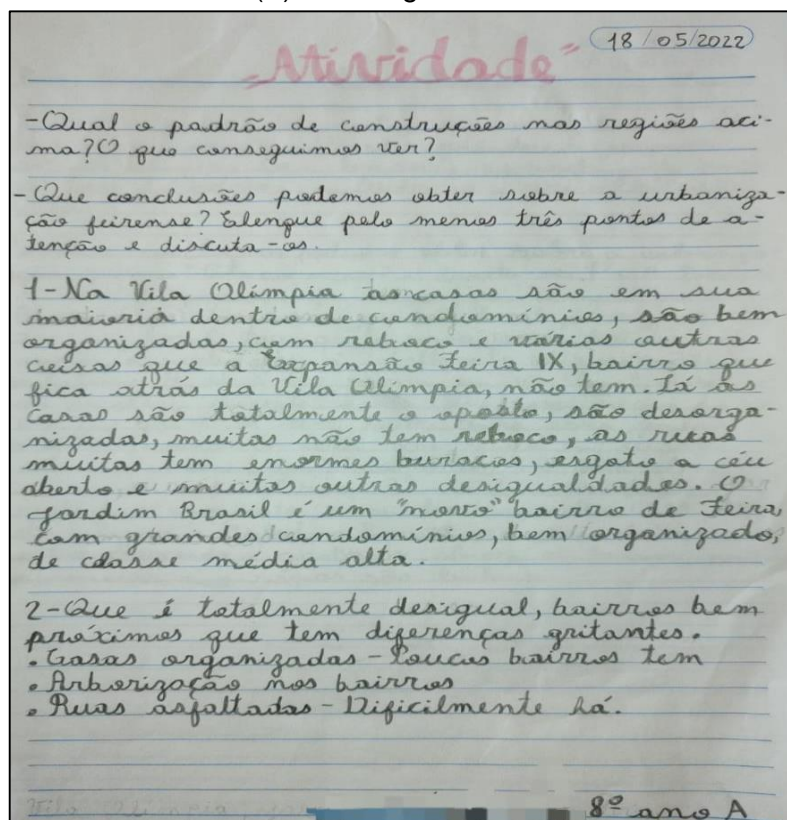 18/05/2022
"Atividade"
-Qual o padrão de construções nas regiões aci-
ma? O que conseguimos ver?
- Que conclusões podemos obter sobre a urbaniza-
ção feirense? Elenque pelo menos três pontos de a-
tenção e discuta-os.
1-Na Vila Olímpia as casas são em sua
maioria dentro de condomínios, são bem
organizadas, com reboco e várias outras
coisas que a Expansão Feira IX, bairro que
fica atrás da Vila Olímpia, não tem. Lá as
casas são totalmente o oposto, são desorga-
nizadas, muitas não tem reboco, as ruas
muitas tem enormes buracos, esgoto a céu
aberto e muitas outras desigualdades. O
Jardim Brasil é um "novo" bairro de Feira,
com grandes condomínios, bem organizado,
de classe média alta.
2-Que é totalmente desigual, bairros bem
próximos que tem diferenças gritantes.
• Casas organizadas - Poucos bairros tem
• Arborização nos bairros
• Ruas asfaltadas - Dificilmente há.
Vila Olímpia
8º ano A